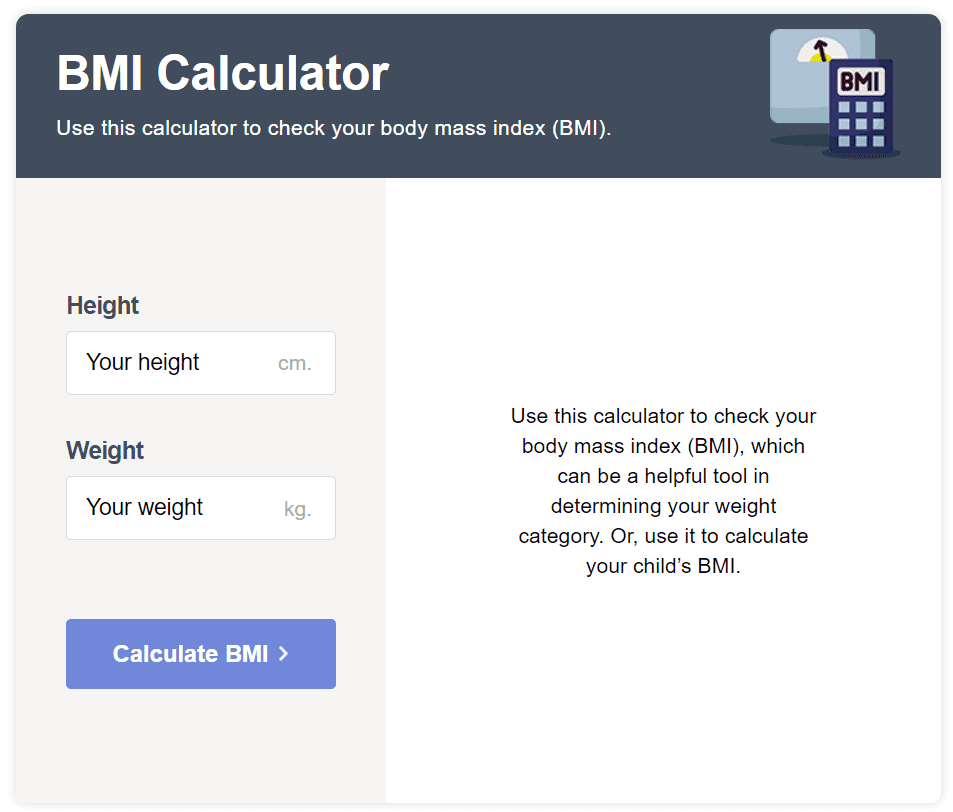 BMI Calculator
Use this calculator to check your body mass index (BMI).
BMI
Height
Your height cm.
Weight
Your weight kg.
Calculate BMI
Use this calculator to check your
body mass index (BMI), which
can be a helpful tool in
determining your weight
category. Or, use it to calculate
your child’s BMI.